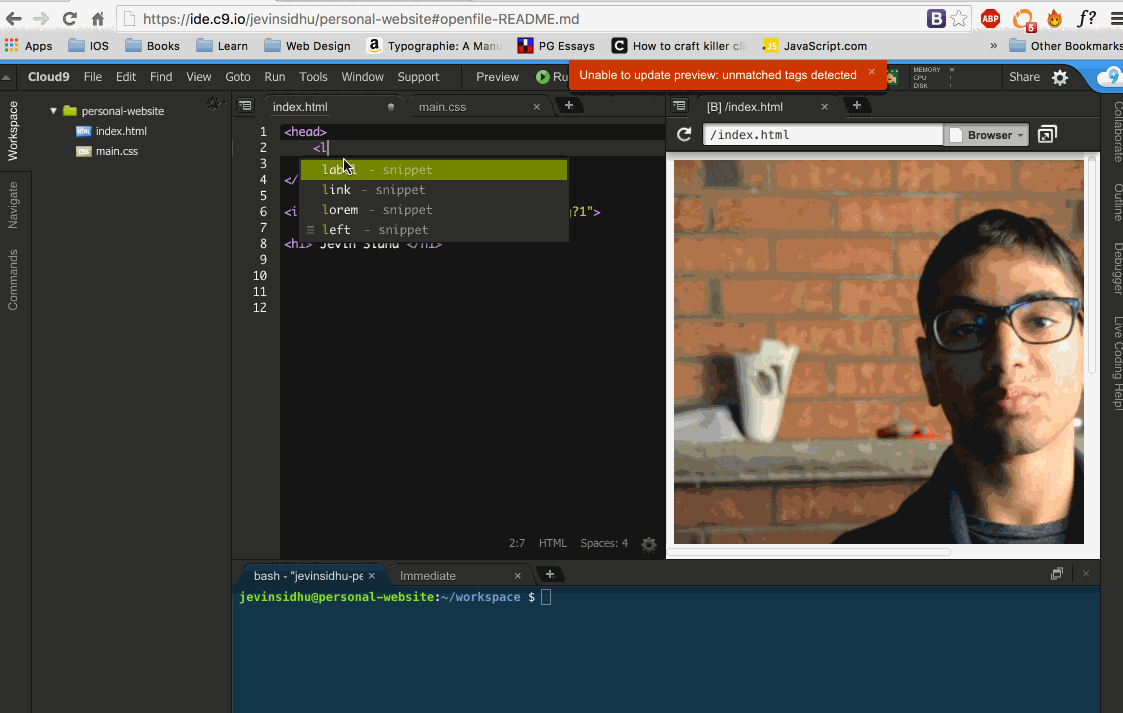 https://ide.c9.io/jevinsidhu/personal-website#openfile-README.md
B ABP 5 f?
Apps IOS Books Learn Web Design Typographie: A Manu PG Essays How to craft killer cli JavaScript.com » Other Bookmarks
Cloud9 File Edit Find View Goto Run Tools Window Support Preview Ru
Unable to update preview: unmatched tags detected ×
MEMORY
CPU
DISK
Share
Workspace
Navigate
Commands
personal-website
index.html
main.css
index.html main.css × +
1 <head>
2 <l
3
4 </
5
6 <i g?1">
7
8
9
10
11
12
label - snippet
link - snippet
lorem - snippet
left - snippet
2:7 HTML Spaces: 4
[B] /index.html × +
/index.html Browser
Collaborate
Outline
Debugger
Live Coding Help!
bash - "jevinsidhu-pe × Immediate × +
jevinsidhu@personal-website:~/workspace $